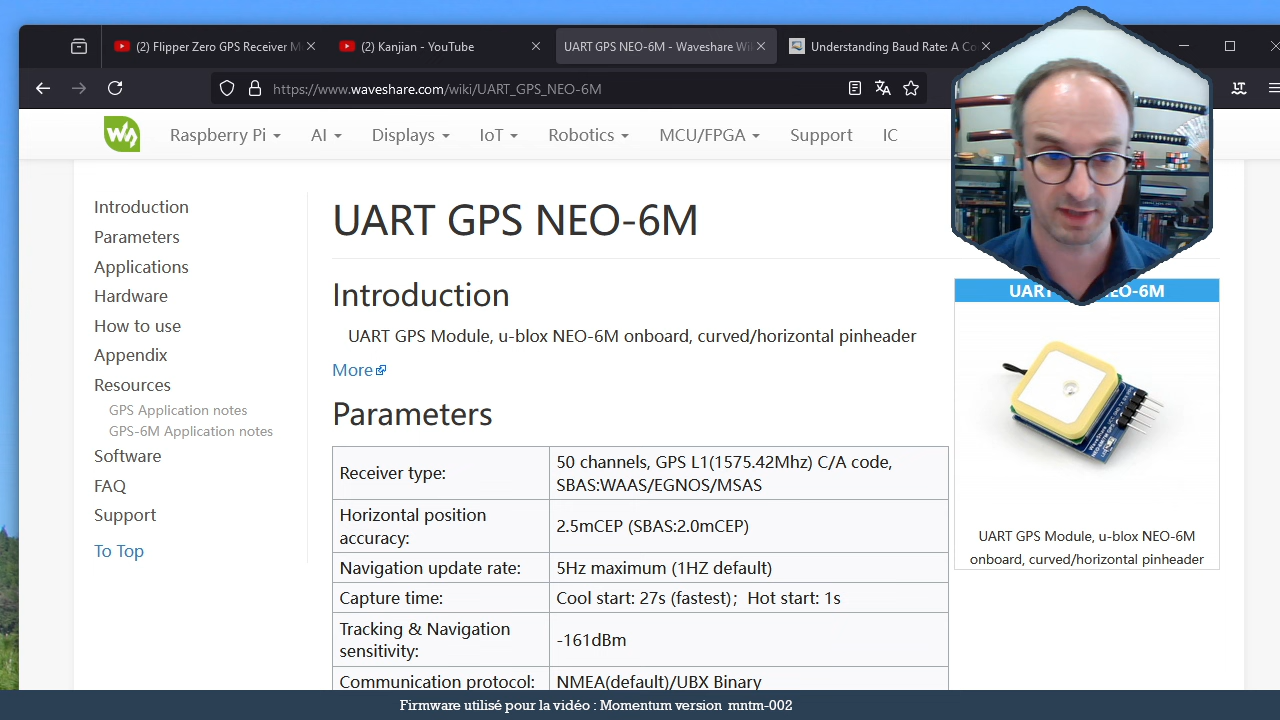 (2) Flipper Zero GPS Receiver M
(2) Kanjian - YouTube
UART GPS NEO-6M - Waveshare Wi
Understanding Baud Rate: A Co
https://www.waveshare.com/wiki/UART_GPS_NEO-6M
Raspberry Pi
AI
Displays
IoT
Robotics
MCU/FPGA
Support
IC
Introduction
Parameters
Applications
Hardware
How to use
Appendix
Resources
GPS Application notes
GPS-6M Application notes
Software
FAQ
Support
To Top
UART GPS NEO-6M
Introduction
UART GPS Module, u-blox NEO-6M onboard, curved/horizontal pinheader
More
Parameters
Receiver type:
50 channels, GPS L1(1575.42Mhz) C/A code,
SBAS:WAAS/EGNOS/MSAS
Horizontal position
accuracy:
2.5mCEP (SBAS:2.0mCEP)
Navigation update rate:
5Hz maximum (1HZ default)
Capture time:
Cool start: 27s (fastest)；Hot start: 1s
Tracking & Navigation
sensitivity:
-161dBm
Communication protocol:
NMEA(default)/UBX Binary
UART GPS Module, u-blox NEO-6M
onboard, curved/horizontal pinheader
Firmware utilisé pour la vidéo : Momentum version mntm-002